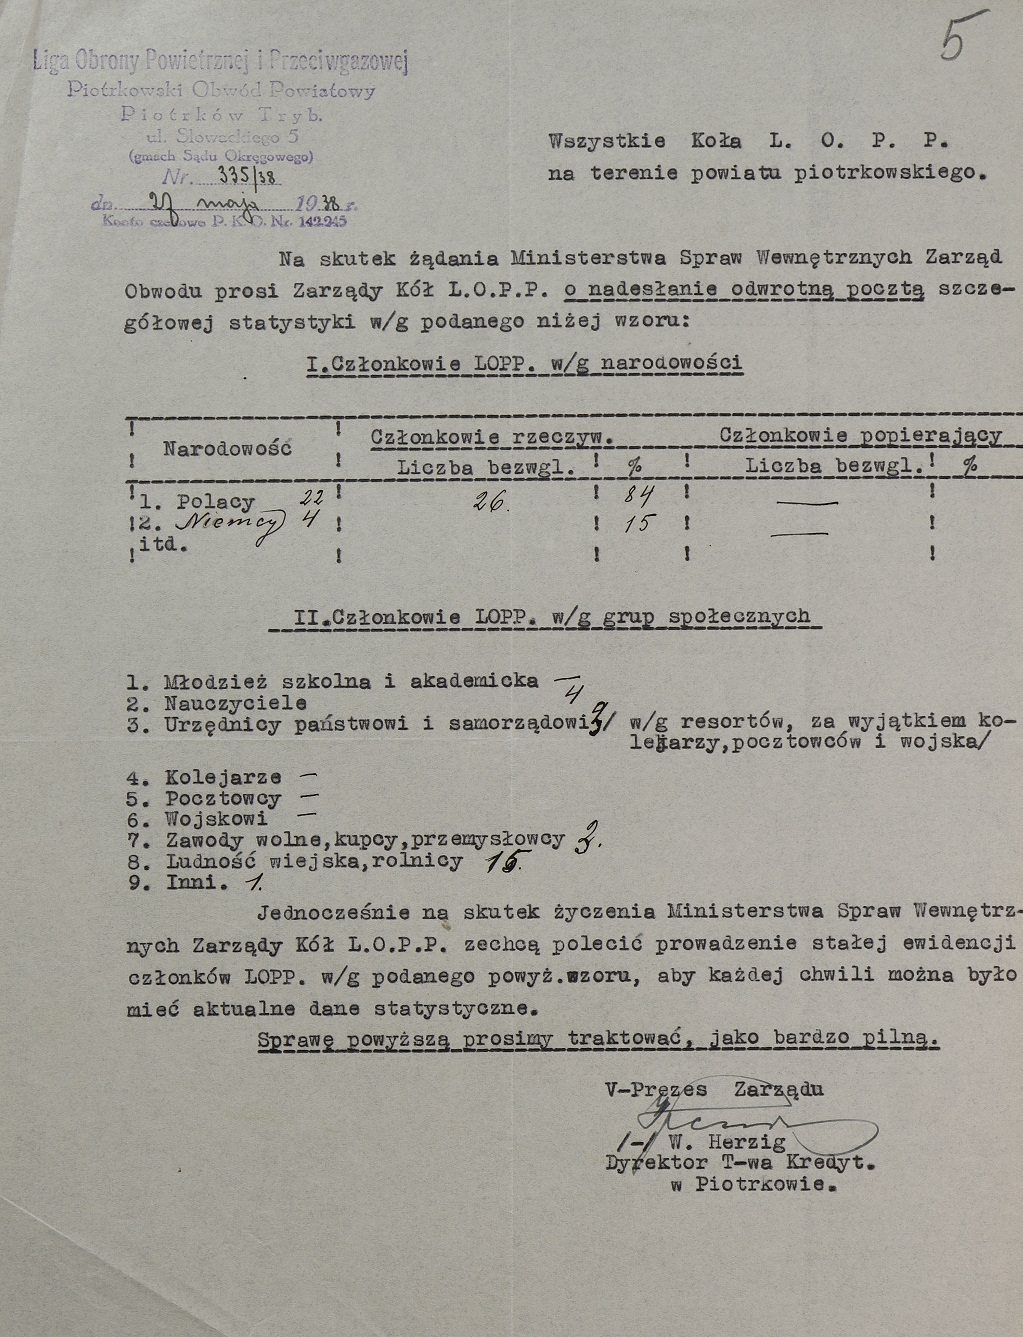 5
Liga Obrony Powietrznej i Przeciwgazowej
Piotrkowski Obwód Powiatowy
Piotrków Tryb.
ul. Słowackiego 5
(gmach Sądu Okręgowego)
Nr. 335/38
dn. 27 maja 1938 r.
Konto czekowe P. K. O. Nr. 142.245
Wszystkie Koła L. O. P. P.
na terenie powiatu piotrkowskiego.
Na skutek żądania Ministerstwa Spraw Wewnętrznych Zarząd
Obwodu prosi Zarządy Kół L.O.P.P. o nadesłanie odwrotną pocztą szcze-
gółowej statystyki w/g podanego niżej wzoru:
I.Członkowie LOPP. w/g narodowości
Narodowość ! Członkowie rzeczyw. Członkowie popierający
Liczba bezwgl. ! % ! Liczba bezwgl. ! %
1. Polacy 22 ! 26. ! 84 ! — !
2. Niemcy 4 ! ! 15 ! — !
itd. ! ! ! !
II.Członkowie LOPP. w/g grup społecznych
1. Młodzież szkolna i akademicka —
2. Nauczyciele 4
3. Urzędnicy państwowi i samorządowi / w/g resortów, za wyjątkiem ko-
lejarzy,pocztowców i wojska/
4. Kolejarze —
5. Pocztowcy —
6. Wojskowi —
7. Zawody wolne,kupcy,przemysłowcy
8. Ludność wiejska,rolnicy 15.
9. Inni. 1.
Jednocześnie na skutek życzenia Ministerstwa Spraw Wewnętrz-
nych Zarządy Kół L.O.P.P. zechcą polecić prowadzenie stałej ewidencji
członków LOPP. w/g podanego powyż.wzoru, aby każdej chwili można było
mieć aktualne dane statystyczne.
Sprawę powyższą prosimy traktować, jako bardzo pilną.
V-Prezes Zarządu
/-/ W. Herzig
Dyrektor T-wa Kredyt.
w Piotrkowie.